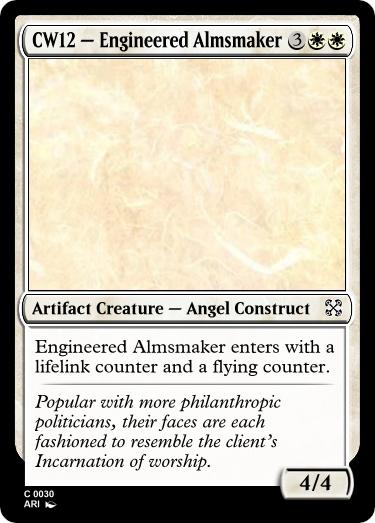 CW12 — Engineered Almsmaker 3
Artifact Creature — Angel Construct
Engineered Almsmaker enters with a
lifelink counter and a flying counter.
Popular with more philanthropic
politicians, their faces are each
fashioned to resemble the client's
Incarnation of worship.
4/4
C 0030
ARI